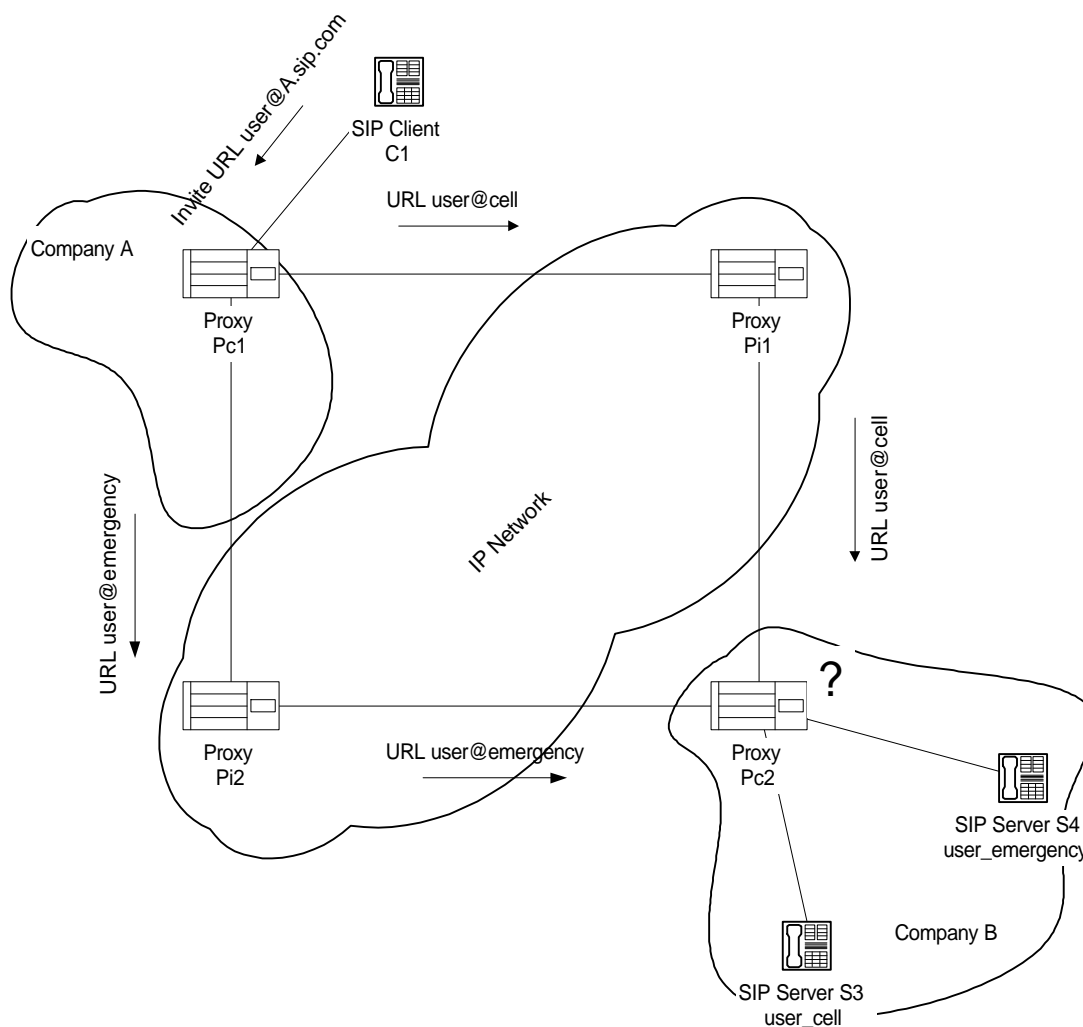 Invite URL user@A.sip.com
SIP Client
C1
URL user@cell
Company A
Proxy
Pc1
Proxy
Pi1
URL user@cell
URL user@emergency
IP Network
?
Proxy
Pi2
URL user@emergency
Proxy
Pc2
SIP Server S4
user_emergency
Company B
SIP Server S3
user_cell